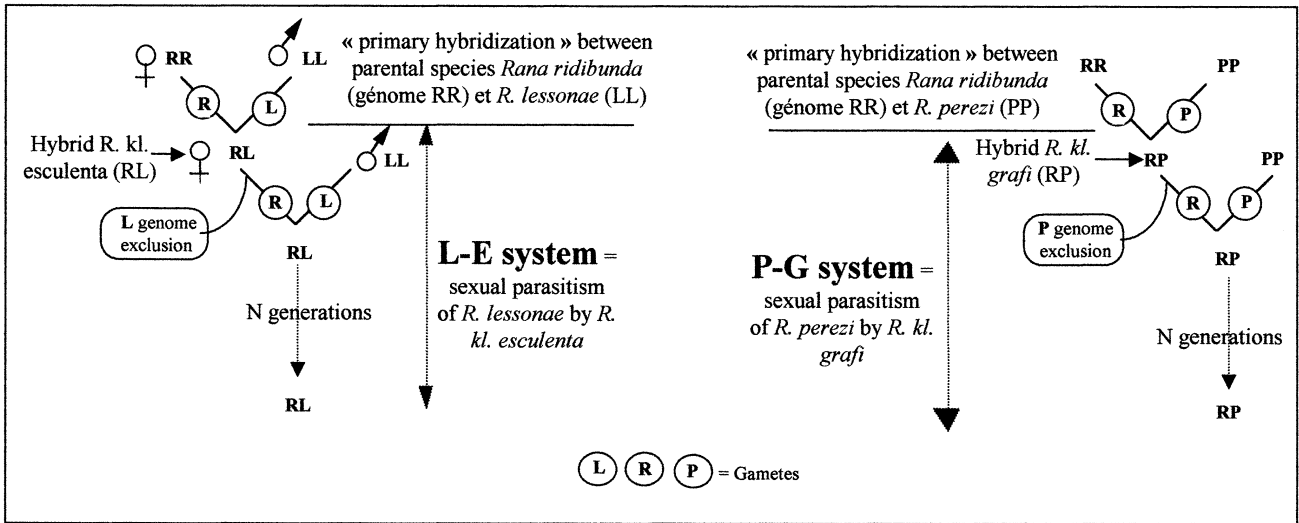 RR
LL
R
L
« primary hybridization » between
parental species Rana ridibunda
(génome RR) et R. lessonae (LL)
Hybrid R. kl.
esculenta (RL)
RL
LL
R
L
L genome
exclusion
RL
N generations
RL
L-E system =
sexual parasitism
of R. lessonae by R.
kl. esculenta
« primary hybridization » between
parental species Rana ridibunda
(génome RR) et R. perezi (PP)
RR
PP
R
P
Hybrid R. kl.
grafi (RP)
RP
PP
R
P
P genome
exclusion
RP
N generations
RP
P-G system =
sexual parasitism
of R. perezi by R. kl.
grafi
L R P = Gametes